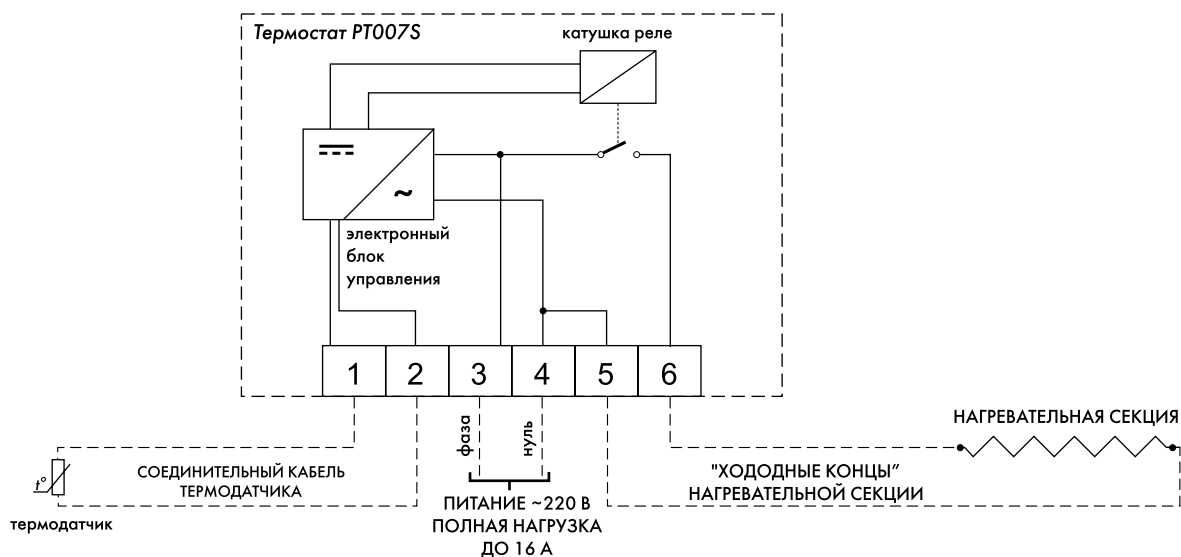 Термостат PT007S
катушка реле
~
электронный
блок
управления
1 2 3 4 5 6
фаза
нуль
НАГРЕВАТЕЛЬНАЯ СЕКЦИЯ
СОЕДИНИТЕЛЬНЫЙ КАБЕЛЬ
ТЕРМОДАТЧИКА
"ХОДОДНЫЕ КОНЦЫ”
НАГРЕВАТЕЛЬНОЙ СЕКЦИИ
t°
термодатчик
ПИТАНИЕ ~220 В
ПОЛНАЯ НАГРУЗКА
ДО 16 А